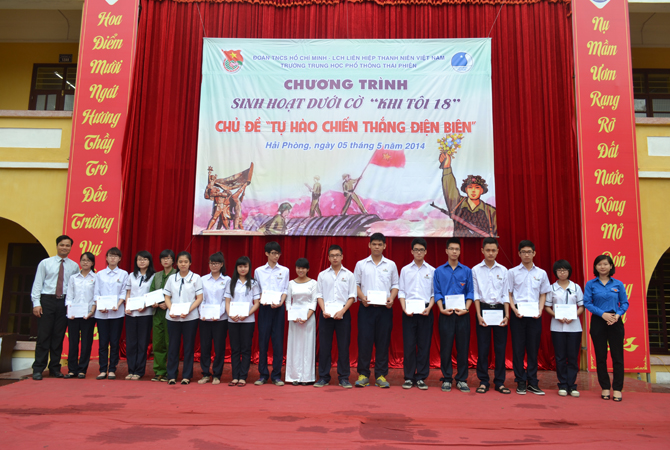 Hoa
Điểm
Mười
Ngát
Hương
Thầy
Trò
Đến
Trường
Vui
ĐOÀN TNCS HỒ CHÍ MINH - LCH LIÊN HIỆP THANH NIÊN VIỆT NAM
TRƯỜNG TRUNG HỌC PHỔ THÔNG THÁI PHIÊN
CHƯƠNG TRÌNH
SINH HOẠT DƯỚI CỜ "KHI TÔI 18"
CHỦ ĐỀ "TỰ HÀO CHIẾN THẮNG ĐIỆN BIÊN"
Hải Phòng, ngày 05 tháng 5 năm 2014
Nụ
Mầm
Ươm
Rạng
Rỡ
Đất
Nước
Rộng
Mở